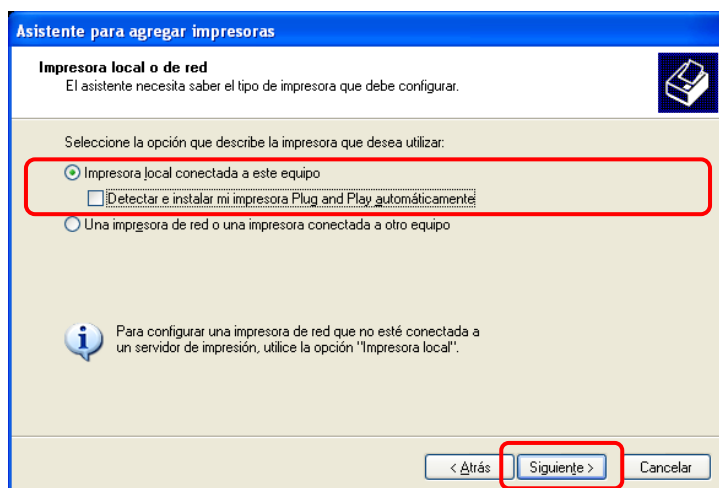 Asistente para agregar impresoras
Impresora local o de red
El asistente necesita saber el tipo de impresora que debe configurar.
Seleccione la opción que describe la impresora que desea utilizar:
Impresora local conectada a este equipo
Detectar e instalar mi impresora Plug and Play automáticamente
Una impresora de red o una impresora conectada a otro equipo
Para configurar una impresora de red que no esté conectada a
un servidor de impresión, utilice la opción "Impresora local".
< Atrás
Siguiente >
Cancelar